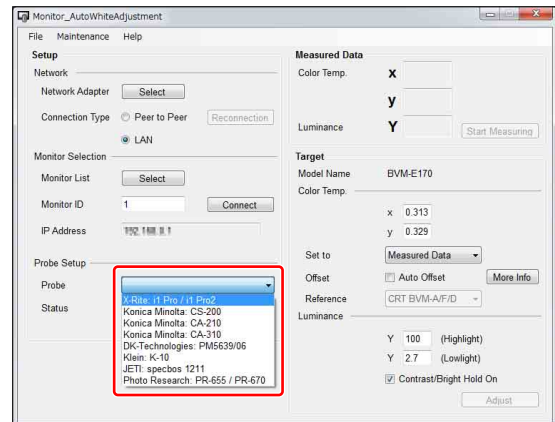 Monitor_AutoWhiteAdjustment
File Maintenance Help
Setup
Network
Network Adapter Select
Connection Type Peer to Peer Reconnection
LAN
Monitor Selection
Monitor List Select
Monitor ID 1 Connect
IP Address 192.168.0.1
Probe Setup
Probe
Status
X-Rite: i1 Pro / i1 Pro2
Konica Minolta: CS-200
Konica Minolta: CA-210
Konica Minolta: CA-310
DK-Technologies: PM5639/06
Klein: K-10
JETI: specbos 1211
Photo Research: PR-655 / PR-670
Measured Data
Color Temp. x
y
Luminance Y Start Measuring
Target
Model Name BVM-E170
Color Temp.
x 0.313
y 0.329
Set to Measured Data
Offset Auto Offset More Info
Reference CRT BVM-A/F/D
Luminance
Y 100 (Highlight)
Y 2.7 (Lowlight)
Contrast/Bright Hold On
Adjust